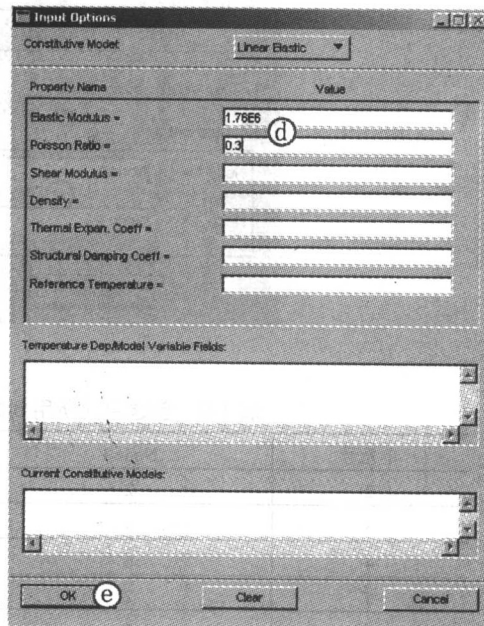 Input Options
Constitutive Model: Linear Elastic
Property Name Value
Elastic Modulus = 1.76E6
d
Poisson Ratio = 0.3
Shear Modulus =
Density =
Thermal Expan. Coeff =
Structural Damping Coeff =
Reference Temperature =
Temperature Dep/Model Variable Fields:
Current Constitutive Models:
OK e Clear Cancel